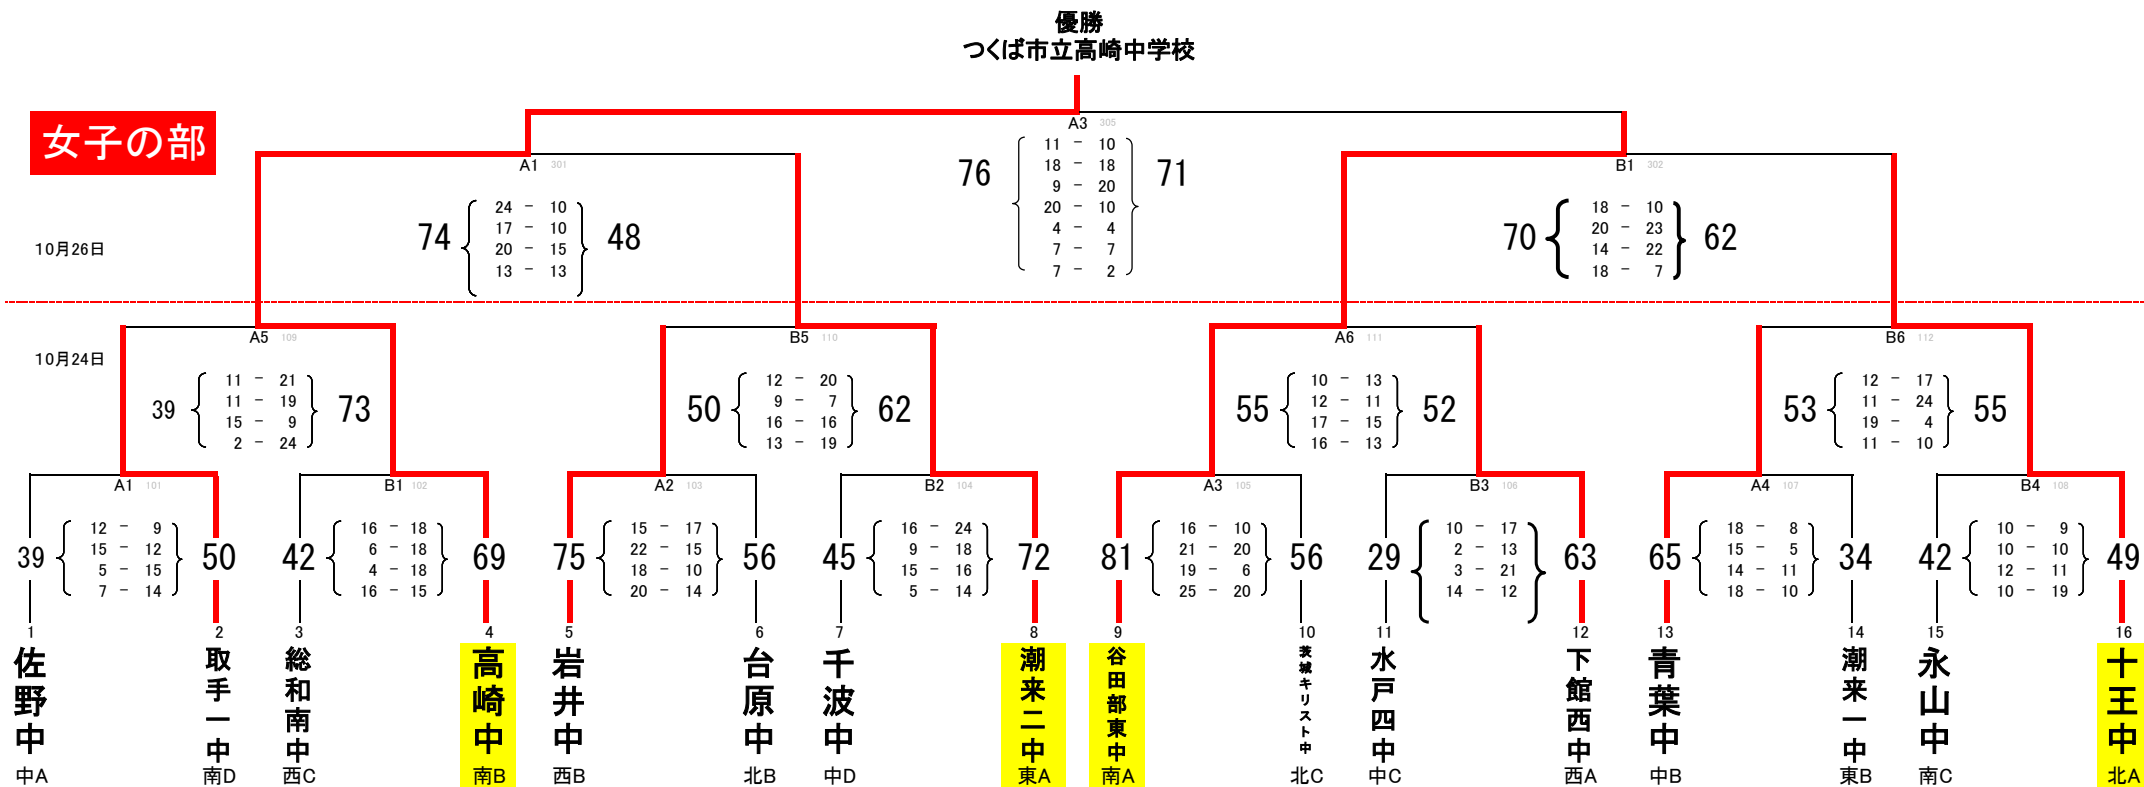 優勝
つくば市立高崎中学校
女子の部
A3 305
76 71
11 - 10
18 - 18
9 - 20
20 - 10
4 - 4
7 - 7
7 - 2
A1 301
74 48
24 - 10
17 - 10
20 - 15
13 - 13
B1 302
70 62
18 - 10
20 - 23
14 - 22
18 - 7
10月26日
10月24日
A5 109
39 73
11 - 21
11 - 19
15 - 9
2 - 24
B5 110
50 62
12 - 20
9 - 7
16 - 16
13 - 19
A6 111
55 52
10 - 13
12 - 11
17 - 15
16 - 13
B6 112
53 55
12 - 17
11 - 24
19 - 4
11 - 10
A1 101
39 50
12 - 9
15 - 12
5 - 15
7 - 14
B1 102
42 69
16 - 18
6 - 18
4 - 18
16 - 15
A2 103
75 56
15 - 17
22 - 15
18 - 10
20 - 14
B2 104
45 72
16 - 24
9 - 18
15 - 16
5 - 14
A3 105
81 56
16 - 10
21 - 20
19 - 6
25 - 20
B3 106
29 63
10 - 17
2 - 13
3 - 21
14 - 12
A4 107
65 34
18 - 8
15 - 5
14 - 11
18 - 10
B4 108
42 49
10 - 9
10 - 10
12 - 11
10 - 19
1
佐野中
中A
2
取手一中
南D
3
総和南中
西C
4
高崎中
南B
5
岩井中
西B
6
台原中
北B
7
千波中
中D
8
潮来二中
東A
9
谷田部東中
南A
10
茨城キリスト中
北C
11
水戸四中
中C
12
下館西中
西A
13
青葉中
中B
14
潮来一中
東B
15
永山中
南C
16
十王中
北A